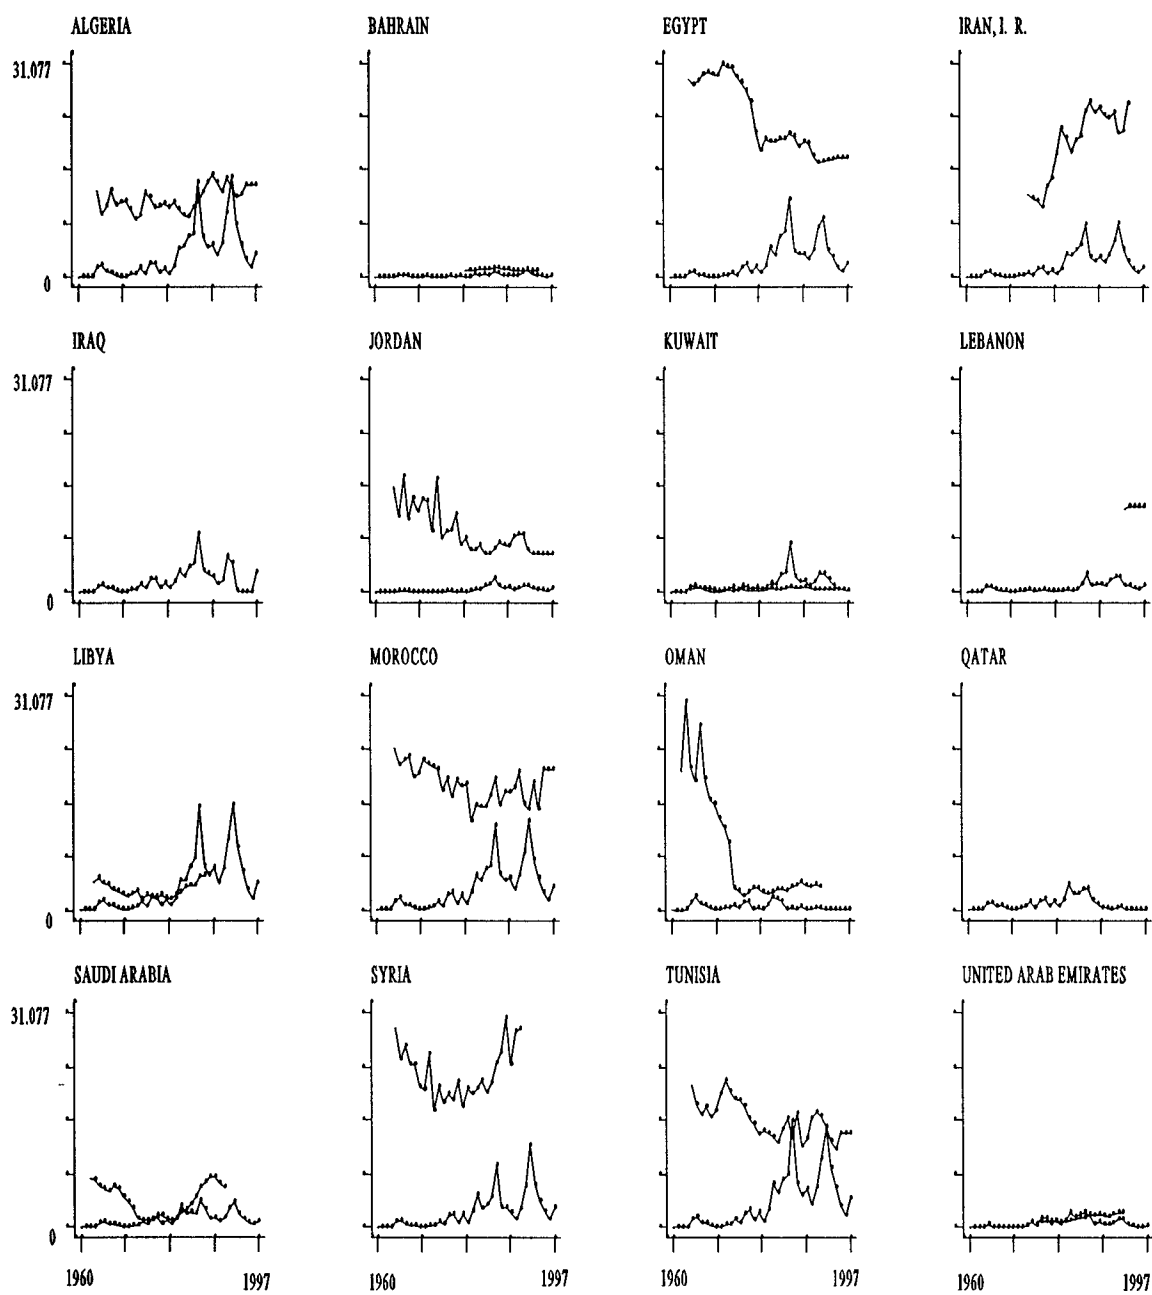 ALGERIA BAHRAIN EGYPT IRAN, I. R.
31.077
0
IRAQ JORDAN KUWAIT LEBANON
31.077
0
LIBYA MOROCCO OMAN QATAR
31.077
0
SAUDI ARABIA SYRIA TUNISIA UNITED ARAB EMIRATES
31.077
0
1960 1997 1960 1997 1960 1997 1960 1997